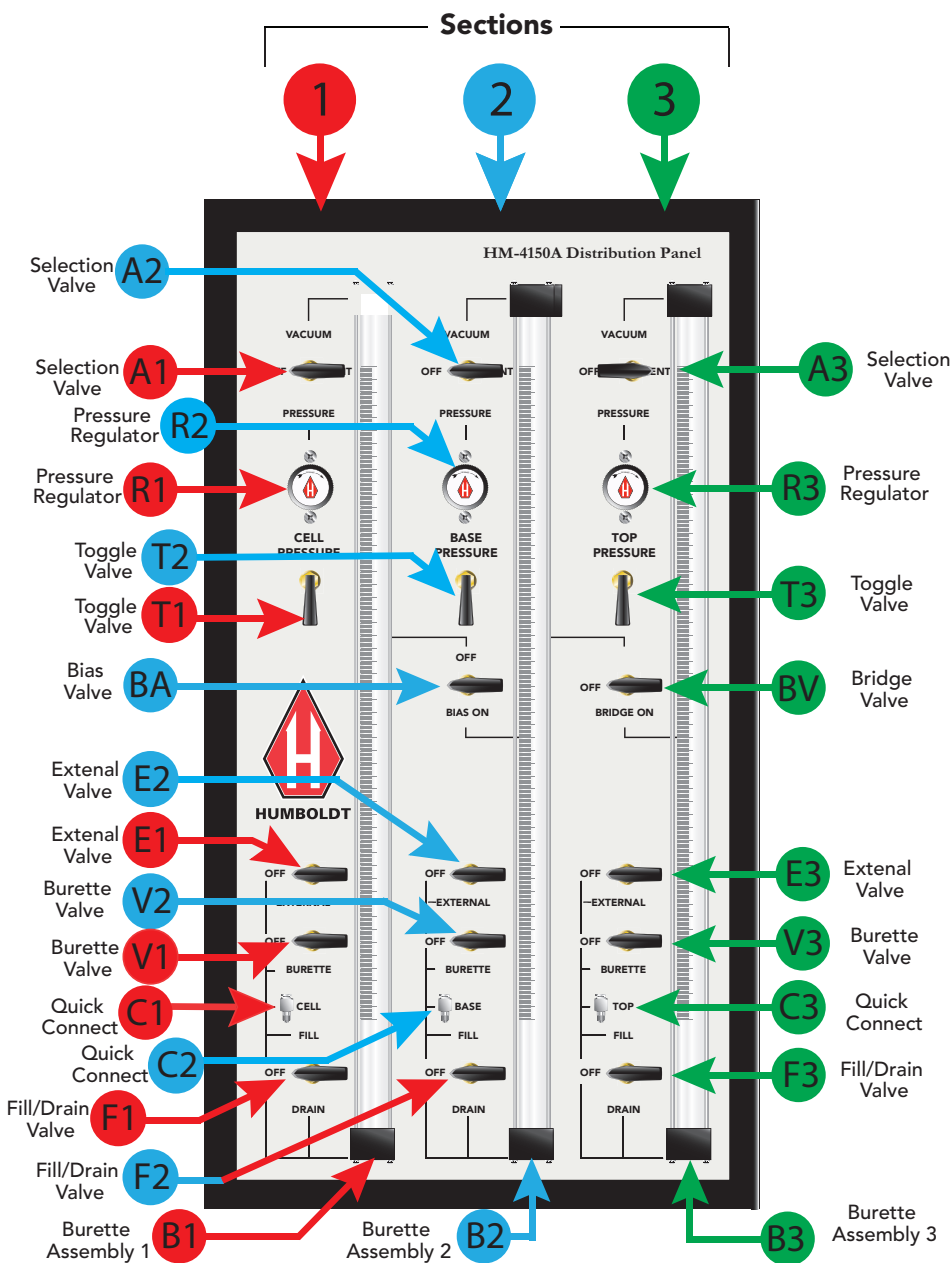 Sections
1
2
3
HM-4150A Distribution Panel
Selection
Valve
A2
VACUUM
VACUUM
VACUUM
Selection
Valve
A1
OFF
OFF
A3
Selection
Valve
Pressure
Regulator
R2
PRESSURE
PRESSURE
PRESSURE
Pressure
Regulator
R1
R3
Pressure
Regulator
CELL
PRESSURE
BASE
PRESSURE
TOP
PRESSURE
Toggle
Valve
T2
Toggle
Valve
T1
T3
Toggle
Valve
OFF
Bias
Valve
BA
OFF
BV
Bridge
Valve
BIAS ON
BRIDGE ON
H
HUMBOLDT
Extenal
Valve
E2
Extenal
Valve
E1
OFF
OFF
OFF
E3
Extenal
Valve
EXTERNAL
EXTERNAL
EXTERNAL
Burette
Valve
V2
Burette
Valve
V1
OFF
OFF
OFF
V3
Burette
Valve
BURETTE
BURETTE
BURETTE
Quick
Connect
C1
CELL
BASE
TOP
C3
Quick
Connect
FILL
FILL
FILL
Quick
Connect
C2
OFF
OFF
OFF
F3
Fill/Drain
Valve
Fill/Drain
Valve
F1
DRAIN
DRAIN
DRAIN
Fill/Drain
Valve
F2
Burette
Assembly 1
B1
Burette
Assembly 2
B2
B3
Burette
Assembly 3